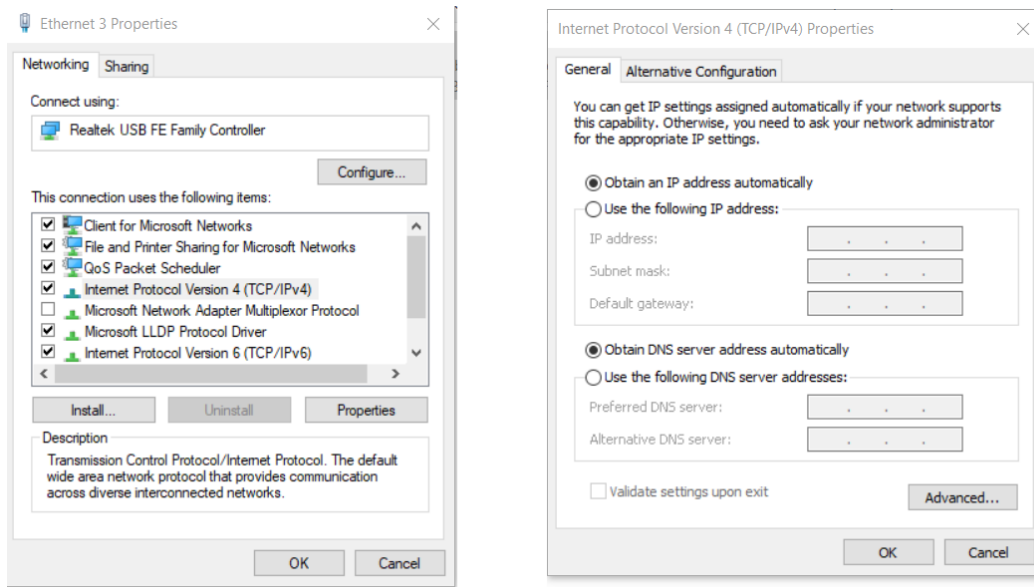 Ethernet 3 Properties
Networking
Sharing
Connect using:
Realtek USB FE Family Controller
Configure...
This connection uses the following items:
Client for Microsoft Networks
File and Printer Sharing for Microsoft Networks
QoS Packet Scheduler
Internet Protocol Version 4 (TCP/IPv4)
Microsoft Network Adapter Multiplexor Protocol
Microsoft LLDP Protocol Driver
Internet Protocol Version 6 (TCP/IPv6)
Install...
Uninstall
Properties
Description
Transmission Control Protocol/Internet Protocol. The default
wide area network protocol that provides communication
across diverse interconnected networks.
OK
Cancel
Internet Protocol Version 4 (TCP/IPv4) Properties
General
Alternative Configuration
You can get IP settings assigned automatically if your network supports
this capability. Otherwise, you need to ask your network administrator
for the appropriate IP settings.
Obtain an IP address automatically
Use the following IP address:
IP address:
Subnet mask:
Default gateway:
Obtain DNS server address automatically
Use the following DNS server addresses:
Preferred DNS server:
Alternative DNS server:
Validate settings upon exit
Advanced...
OK
Cancel